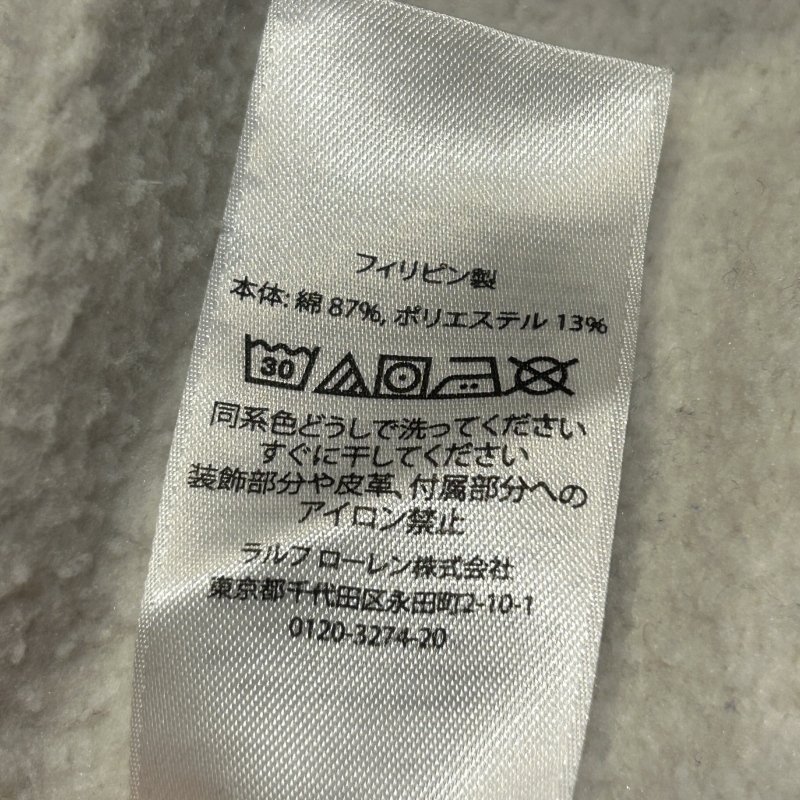 フィリピン製
本体: 綿 87%, ポリエステル 13%
30
同系色どうしで洗ってください
すぐに干してください
装飾部分や皮革、付属部分への
アイロン禁止
ラルフ ローレン株式会社
東京都千代田区永田町2-10-1
0120-3274-20